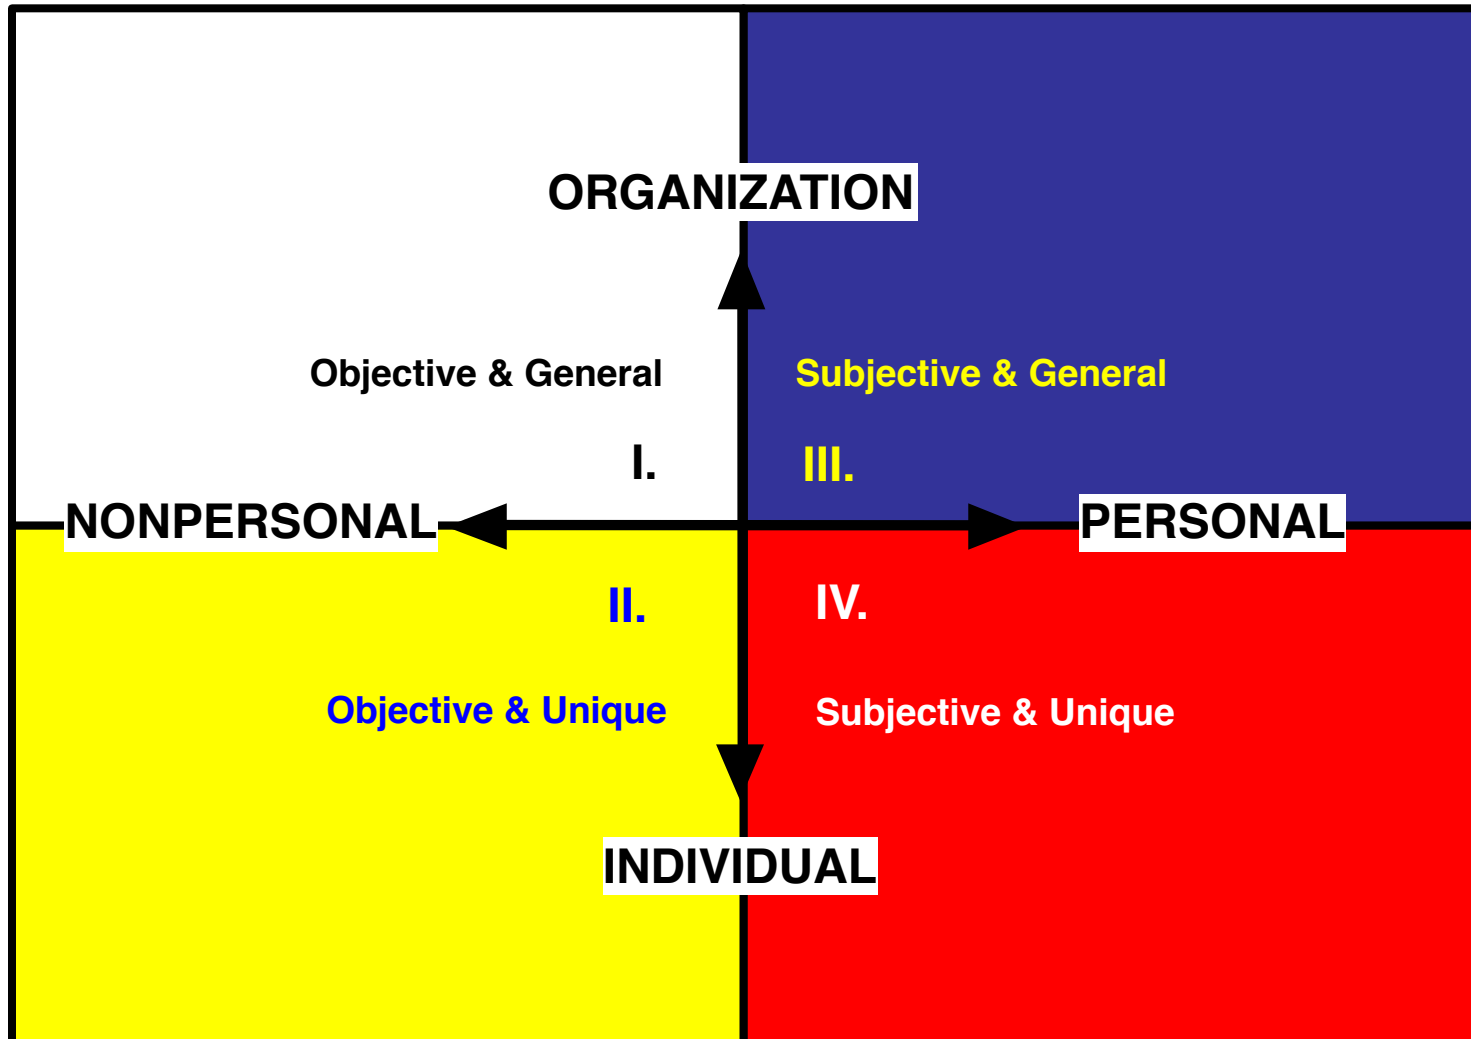 ORGANIZATION
Objective & General
Subjective & General
I.
III.
NONPERSONAL
PERSONAL
II.
IV.
Objective & Unique
Subjective & Unique
INDIVIDUAL